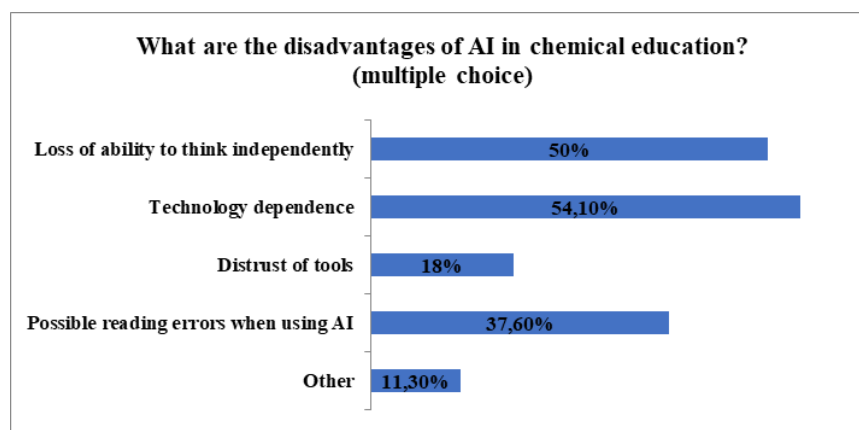 What are the disadvantages of AI in chemical education?
(multiple choice)
Loss of ability to think independently
50%
Technology dependence
54,10%
Distrust of tools
18%
Possible reading errors when using AI
37,60%
Other
11,30%